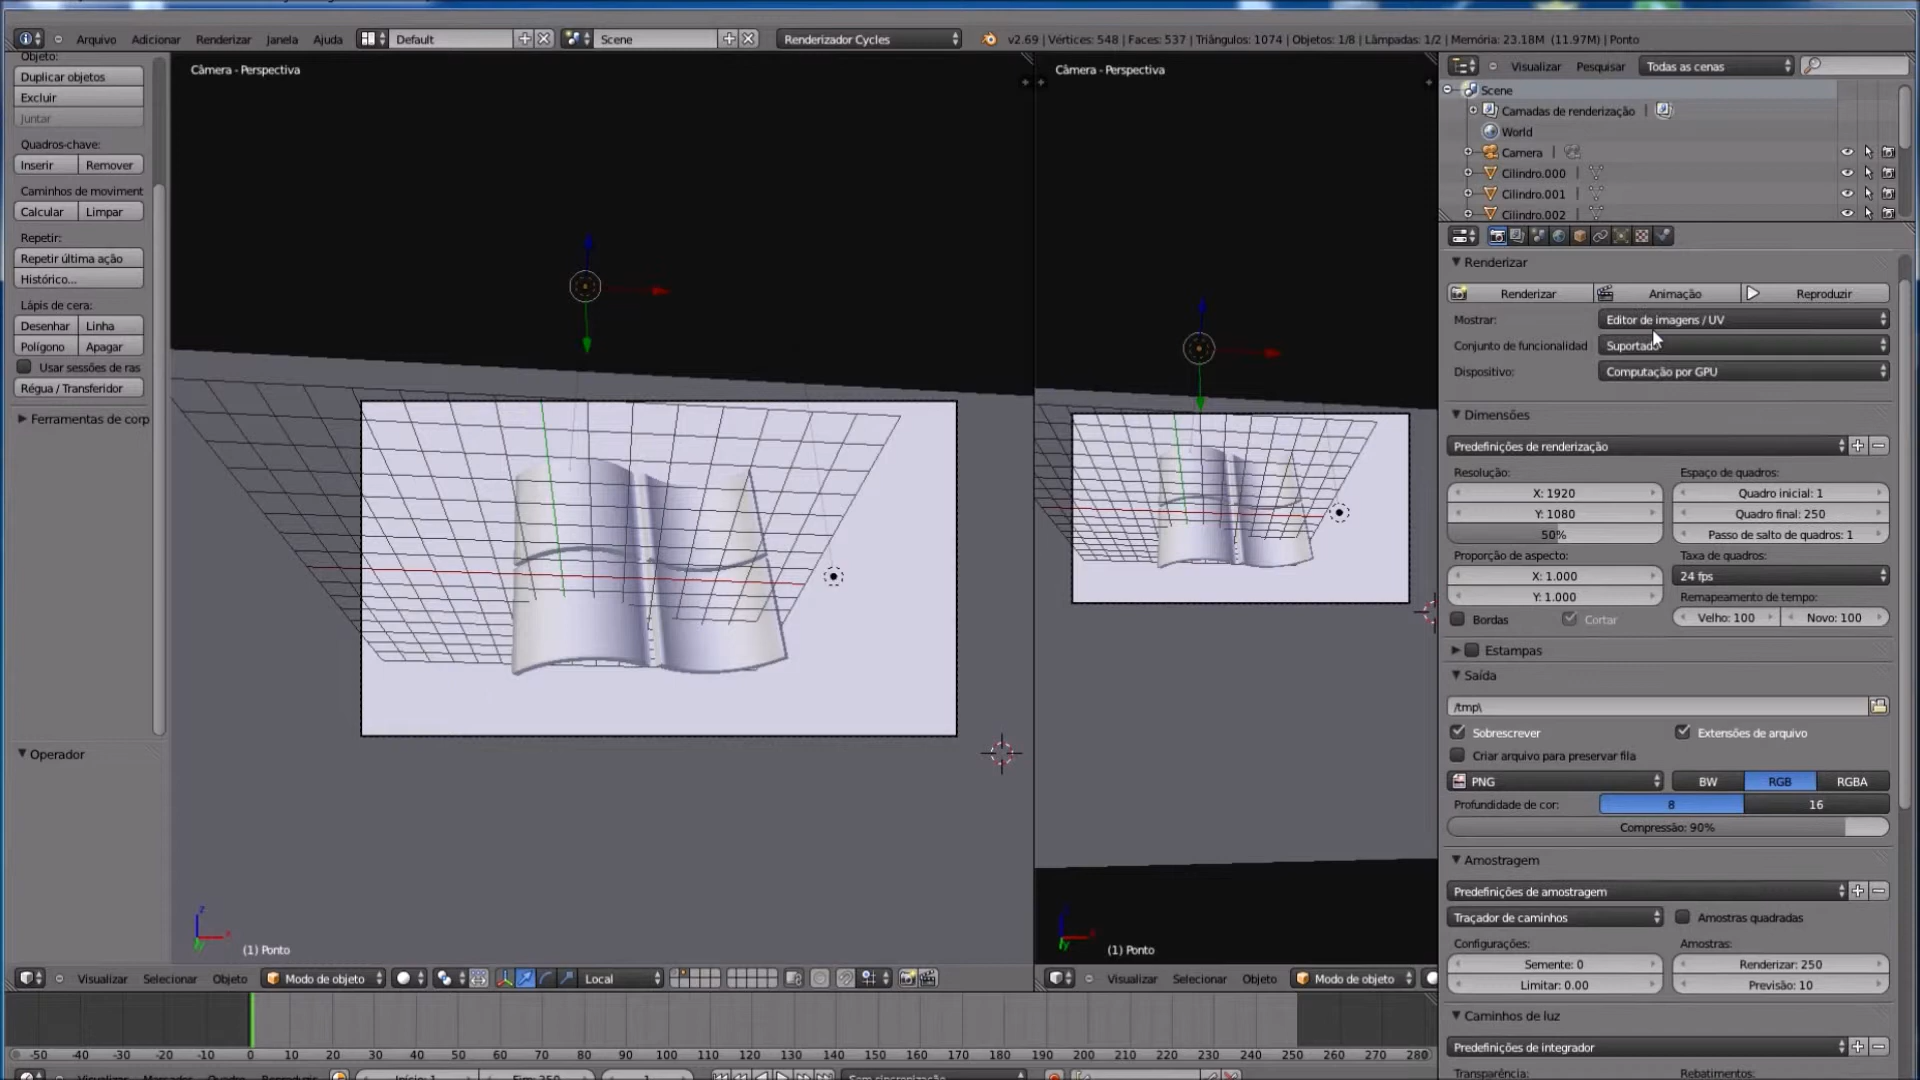 Arquivo Adicionar Renderizar Janela Ajuda Default Scene Renderizador Cycles v2.69 | Vértices: 548 | Faces: 537 | Triângulos: 1074 | Objetos: 1/8 | Lâmpadas: 1/2 | Memória: 23.18M (11.97M) | Ponto
Objeto:
Duplicar objetos
Excluir
Juntar
Quadros-chave:
Inserir Remover
Caminhos de moviment
Calcular Limpar
Repetir:
Repetir última ação
Histórico...
Lápis de cera:
Desenhar Linha
Polígono Apagar
Usar sessões de ras
Régua / Transferidor
Ferramentas de corp
Operador
Câmera - Perspectiva
(1) Ponto
Visualizar Selecionar Objeto Modo de objeto Local
Câmera - Perspectiva
(1) Ponto
Visualizar Selecionar Objeto Modo de objeto
Visualizar Pesquisar Todas as cenas
Scene
Camadas de renderização
World
Camera
Cilindro.000
Cilindro.001
Cilindro.002
Renderizar
Renderizar Animação Reproduzir
Mostrar: Editor de imagens / UV
Conjunto de funcionalidad Suportado
Dispositivo: Computação por GPU
Dimensões
Predefinições de renderização
Resolução: Espaço de quadros:
X: 1920 Quadro inicial: 1
Y: 1080 Quadro final: 250
50% Passo de salto de quadros: 1
Proporção de aspecto: Taxa de quadros:
X: 1.000 24 fps
Y: 1.000 Remapeamento de tempo:
Bordas Cortar Velho: 100 Novo: 100
Estampas
Saída
/tmp\
Sobrescrever Extensões de arquivo
Criar arquivo para preservar fila
PNG BW RGB RGBA
Profundidade de cor: 8 16
Compressão: 90%
Amostragem
Predefinições de amostragem
Traçador de caminhos Amostras quadradas
Configurações: Amostras:
Semente: 0 Renderizar: 250
Limitar: 0.00 Previsão: 10
Caminhos de luz
Predefinições de integrador
Transparência: Rebatimentos:
-50 -40 -30 -20 -10 0 10 20 30 40 50 60 70 80 90 100 110 120 130 140 150 160 170 180 190 200 210 220 230 240 250 260 270 280
Visualizar Marcador Quadro Reproduzir Início: 1 Fim: 250 1 Sem sincronização